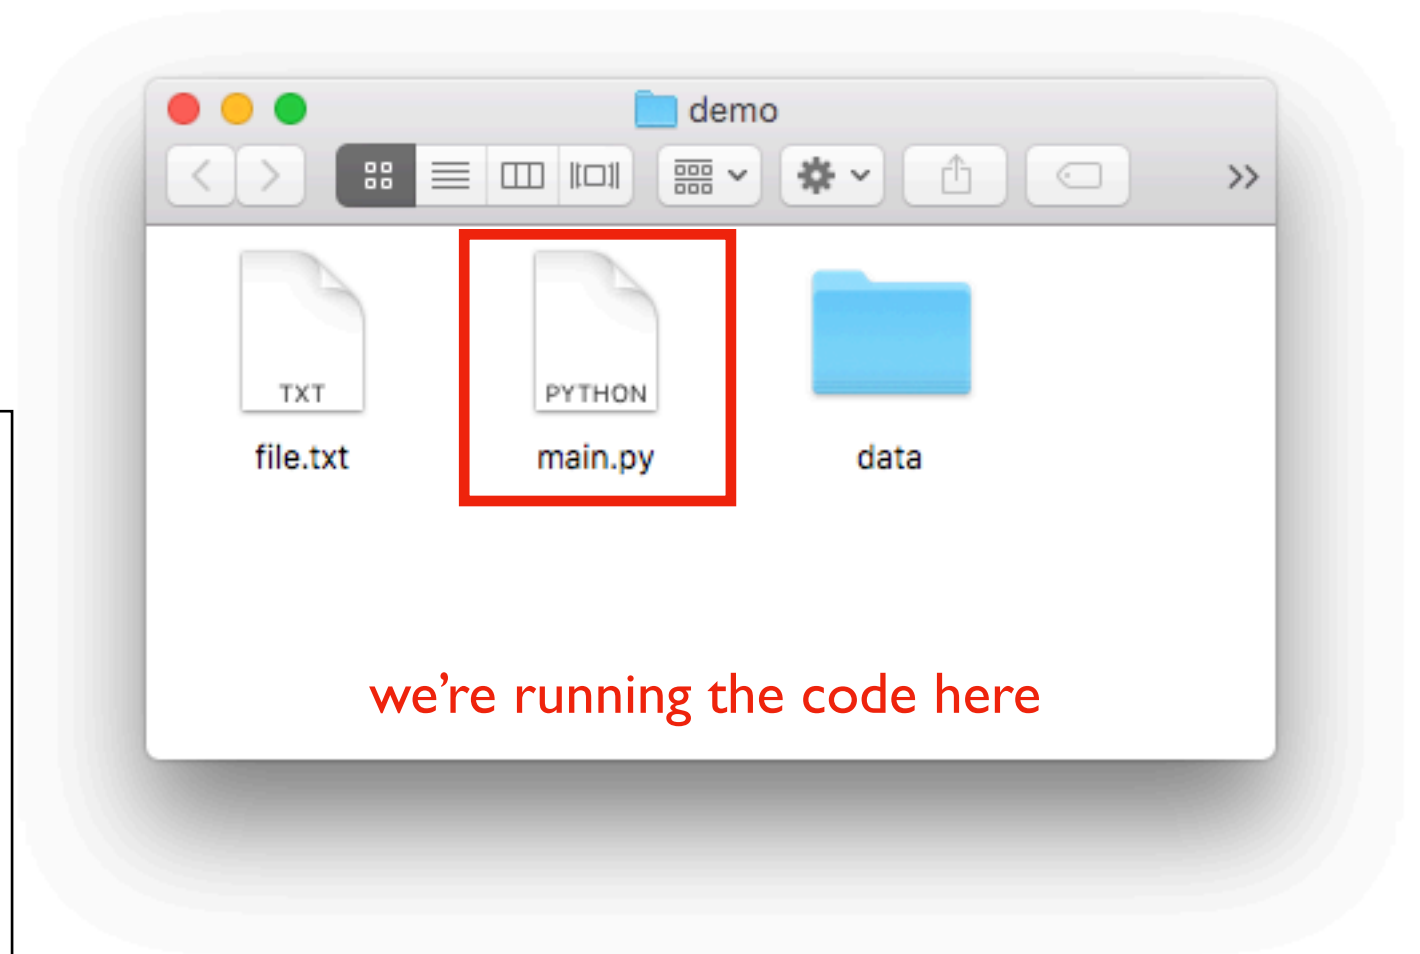 demo
TXT
PYTHON
file.txt
main.py
data
we're running the code here